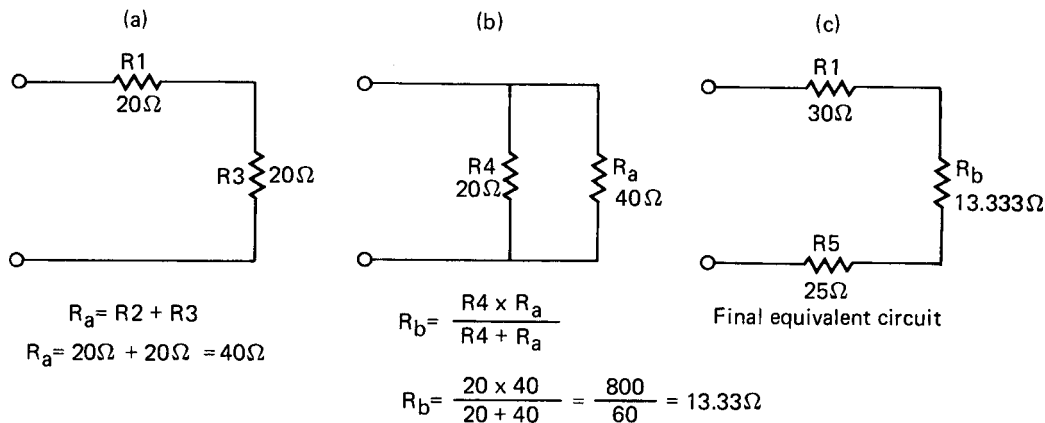 (a)
R1
20Ω
R3 20Ω
Ra= R2 + R3
Ra= 20Ω + 20Ω = 40Ω
(b)
R4
20Ω
Ra
40Ω
Rb= R4 x Ra
R4 + Ra
Rb= 20 x 40 = 800 = 13.33Ω
20 + 40 60
(c)
R1
30Ω
Rb
13.333Ω
R5
25Ω
Final equivalent circuit